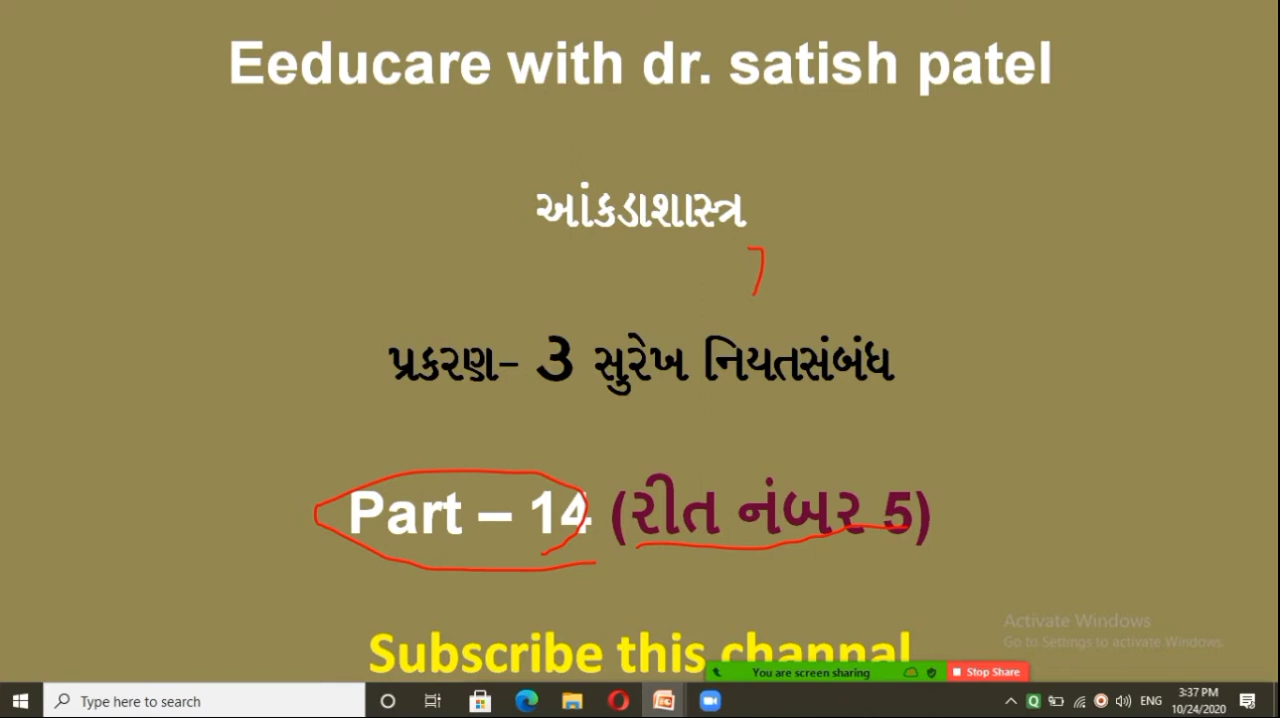 Eeducare with dr. satish patel
આંકડાશાસ્ત્ર
પ્રકરણ- 3 સુરેખ નિયતસંબંધ
Part – 14 (રીત નંબર 5)
Subscribe this channal
Activate Windows
Go to Settings to activate Windows.
You are screen sharing
Stop Share
Type here to search
ENG
3:37 PM
10/24/2020